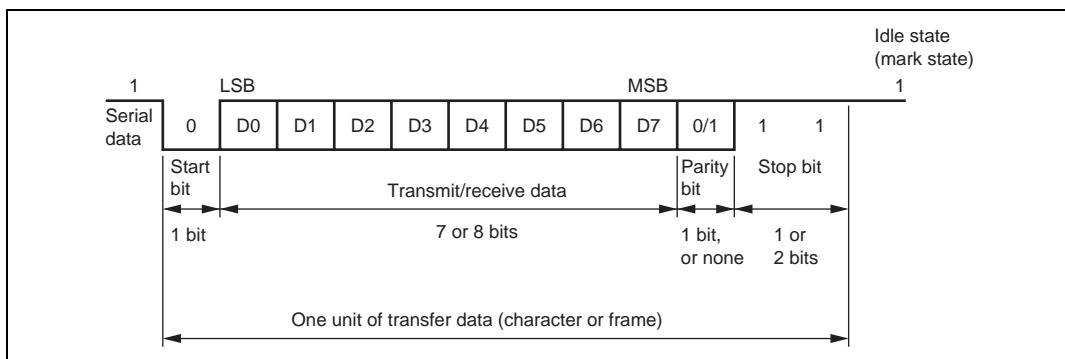 Idle state
(mark state)
1 LSB MSB 1
Serial
data
0 D0 D1 D2 D3 D4 D5 D6 D7 0/1 1 1
Start
bit
Transmit/receive data
Parity
bit
Stop bit
1 bit
7 or 8 bits
1 bit,
or none
1 or
2 bits
One unit of transfer data (character or frame)